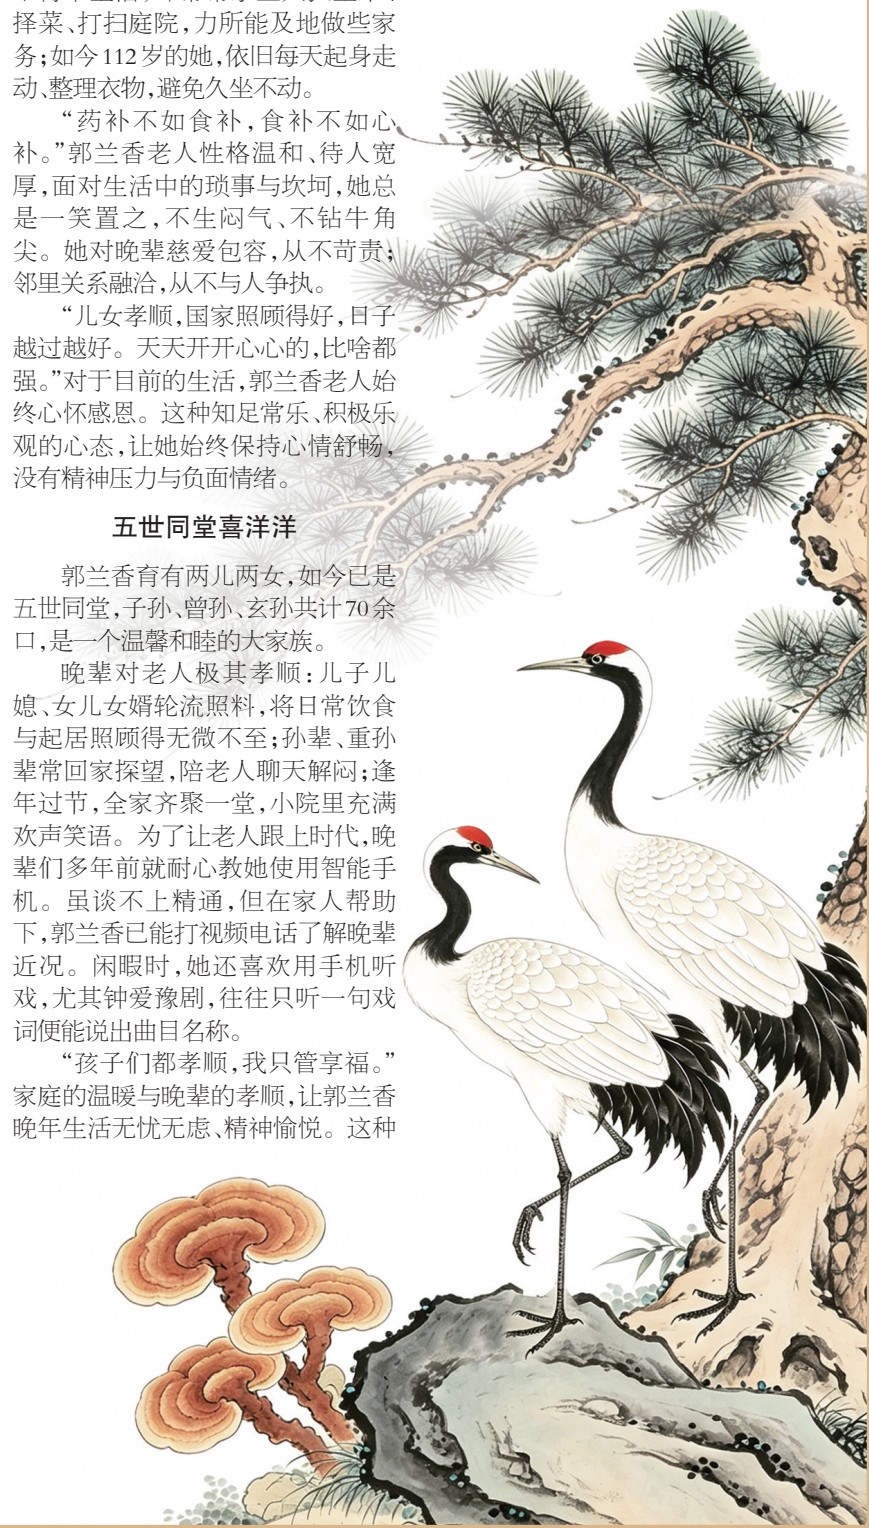 择菜、打扫庭院,力所能及地做些家
务;如今112岁的她,依旧每天起身走
动、整理衣物,避免久坐不动。
“药补不如食补,食补不如心
补。”郭兰香老人性格温和、待人宽
厚,面对生活中的琐事与坎坷,她总
是一笑置之,不生闷气、不钻牛角
尖。她对晚辈慈爱包容,从不苛责;
邻里关系融洽,从不与人争执。
“儿女孝顺,国家照顾得好,日子
越过越好。天天开开心心的,比啥都
强。”对于目前的生活,郭兰香老人始
终心怀感恩。这种知足常乐、积极乐
观的心态,让她始终保持心情舒畅,
没有精神压力与负面情绪。
五世同堂喜洋洋
郭兰香育有两儿两女,如今已是
五世同堂,子孙、曾孙、玄孙共计70余
口,是一个温馨和睦的大家族。
晚辈对老人极其孝顺:儿子儿
媳、女儿女婿轮流照料,将日常饮食
与起居照顾得无微不至;孙辈、重孙
辈常回家探望,陪老人聊天解闷;逢
年过节,全家齐聚一堂,小院里充满
欢声笑语。为了让老人跟上时代,晚
辈们多年前就耐心教她使用智能手
机。虽谈不上精通,但在家人帮助
下,郭兰香已能打视频电话了解晚辈
近况。闲暇时,她还喜欢用手机听
戏,尤其钟爱豫剧,往往只听一句戏
词便能说出曲目名称。
“孩子们都孝顺,我只管享福。”
家庭的温暖与晚辈的孝顺,让郭兰香
晚年生活无忧无虑、精神愉悦。这种